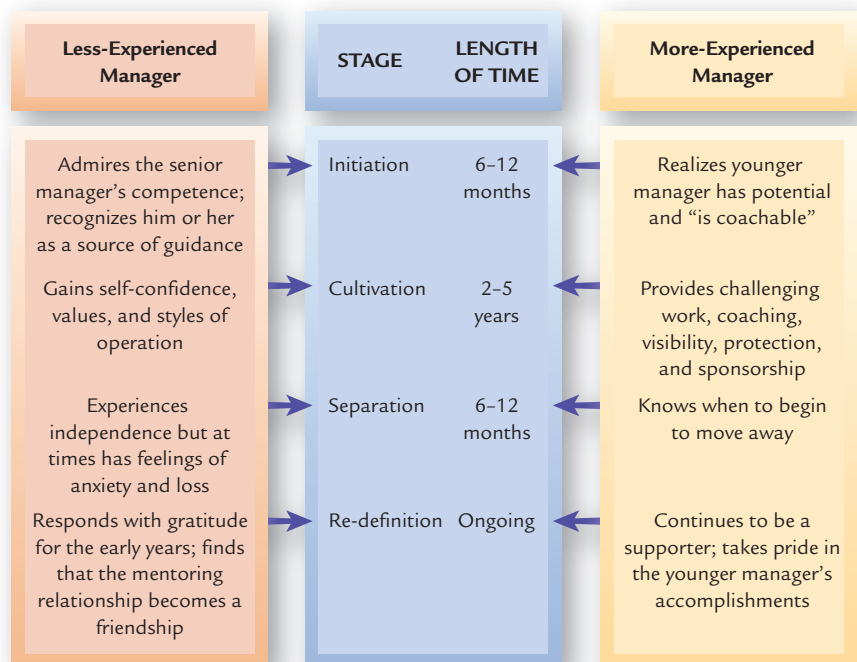 Less-Experienced
Manager
STAGE
LENGTH
OF TIME
More-Experienced
Manager
Admires the senior
manager's competence;
recognizes him or her
as a source of guidance
Initiation
6–12
months
Realizes younger
manager has potential
and “is coachable”
Gains self-confidence,
values, and styles of
operation
Cultivation
2–5
years
Provides challenging
work, coaching,
visibility, protection,
and sponsorship
Experiences
independence but at
times has feelings of
anxiety and loss
Separation
6–12
months
Knows when to begin
to move away
Responds with gratitude
for the early years; finds
that the mentoring
relationship becomes a
friendship
Re-definition
Ongoing
Continues to be a
supporter; takes pride in
the younger manager's
accomplishments